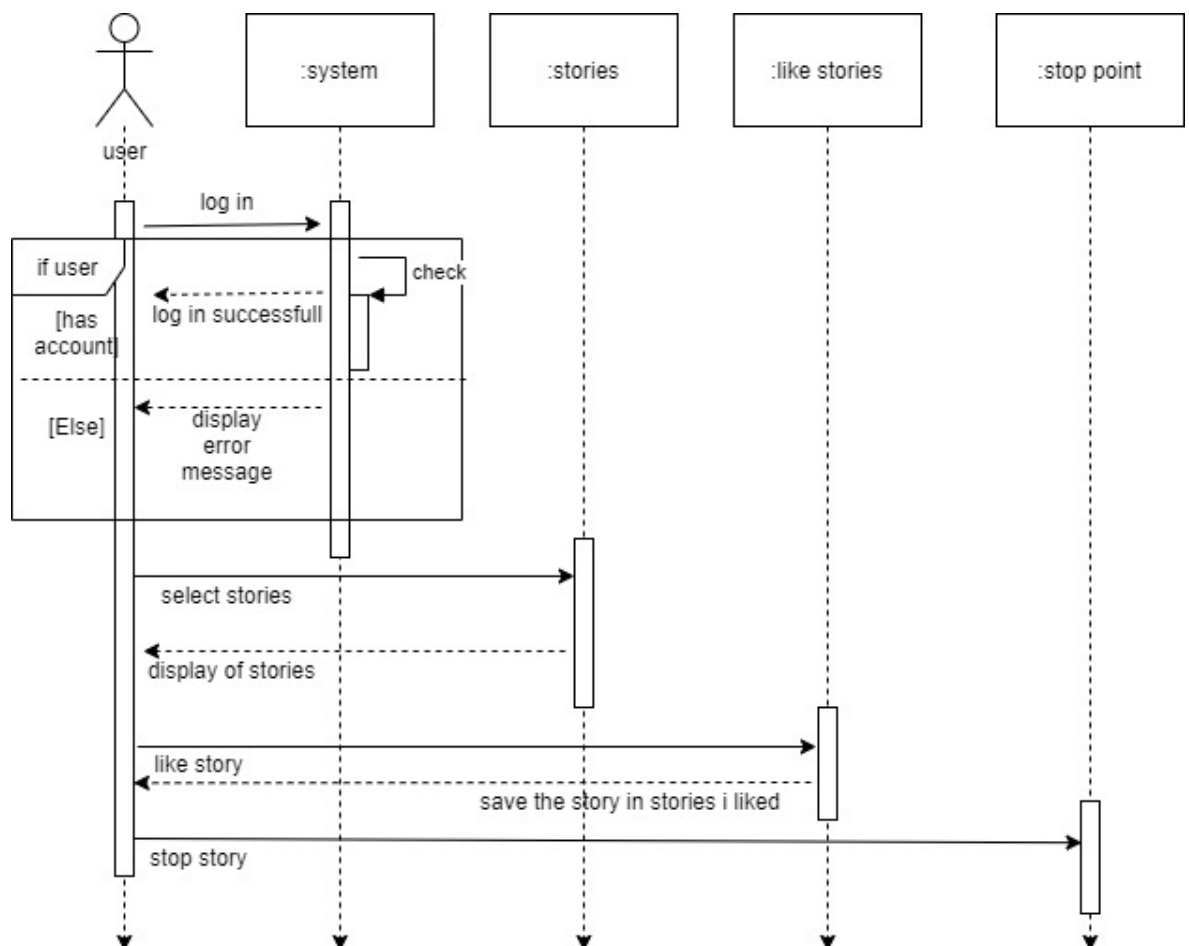 :system
:stories
:like stories
:stop point
user
log in
if user
check
log in successfull
[has
account]
[Else]
display
error
message
select stories
display of stories
like story
save the story in stories i liked
stop story